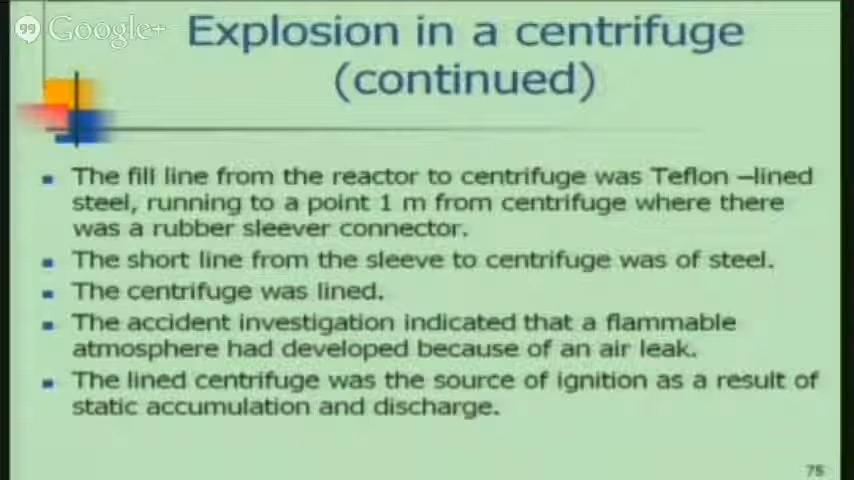 Google+
Explosion in a centrifuge
(continued)
The fill line from the reactor to centrifuge was Teflon –lined
steel, running to a point 1 m from centrifuge where there
was a rubber sleever connector.
The short line from the sleeve to centrifuge was of steel.
The centrifuge was lined.
The accident investigation indicated that a flammable
atmosphere had developed because of an air leak.
The lined centrifuge was the source of ignition as a result of
static accumulation and discharge.
75